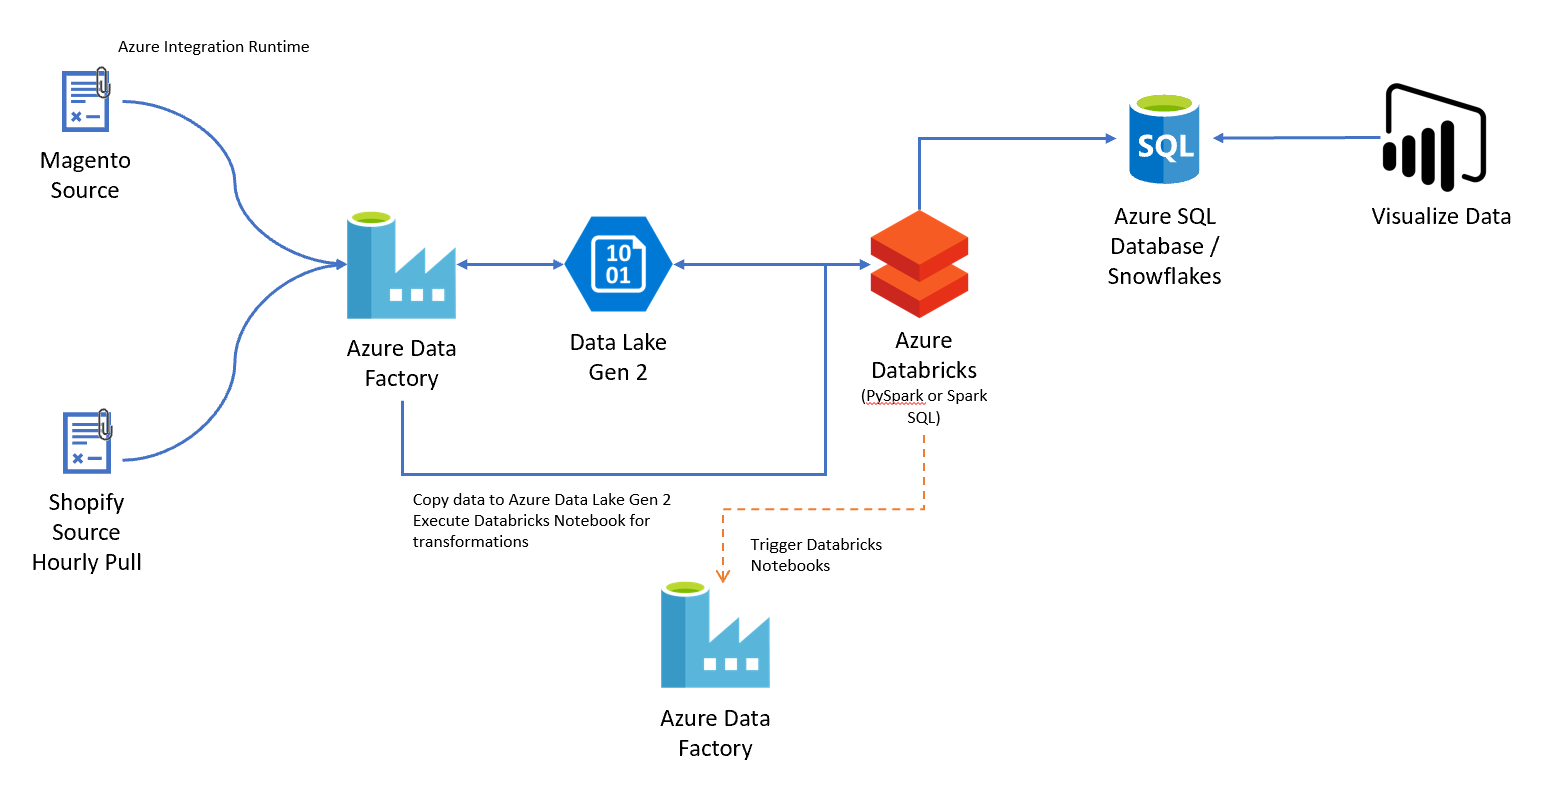 Azure Integration Runtime
Magento
Source
Shopify
Source
Hourly Pull
Azure Data
Factory
10
01
Data Lake
Gen 2
Copy data to Azure Data Lake Gen 2
Execute Databricks Notebook for
transformations
Azure
Databricks
(PySpark or Spark
SQL)
Trigger Databricks
Notebooks
Azure Data
Factory
SQL
Azure SQL
Database /
Snowflakes
Visualize Data